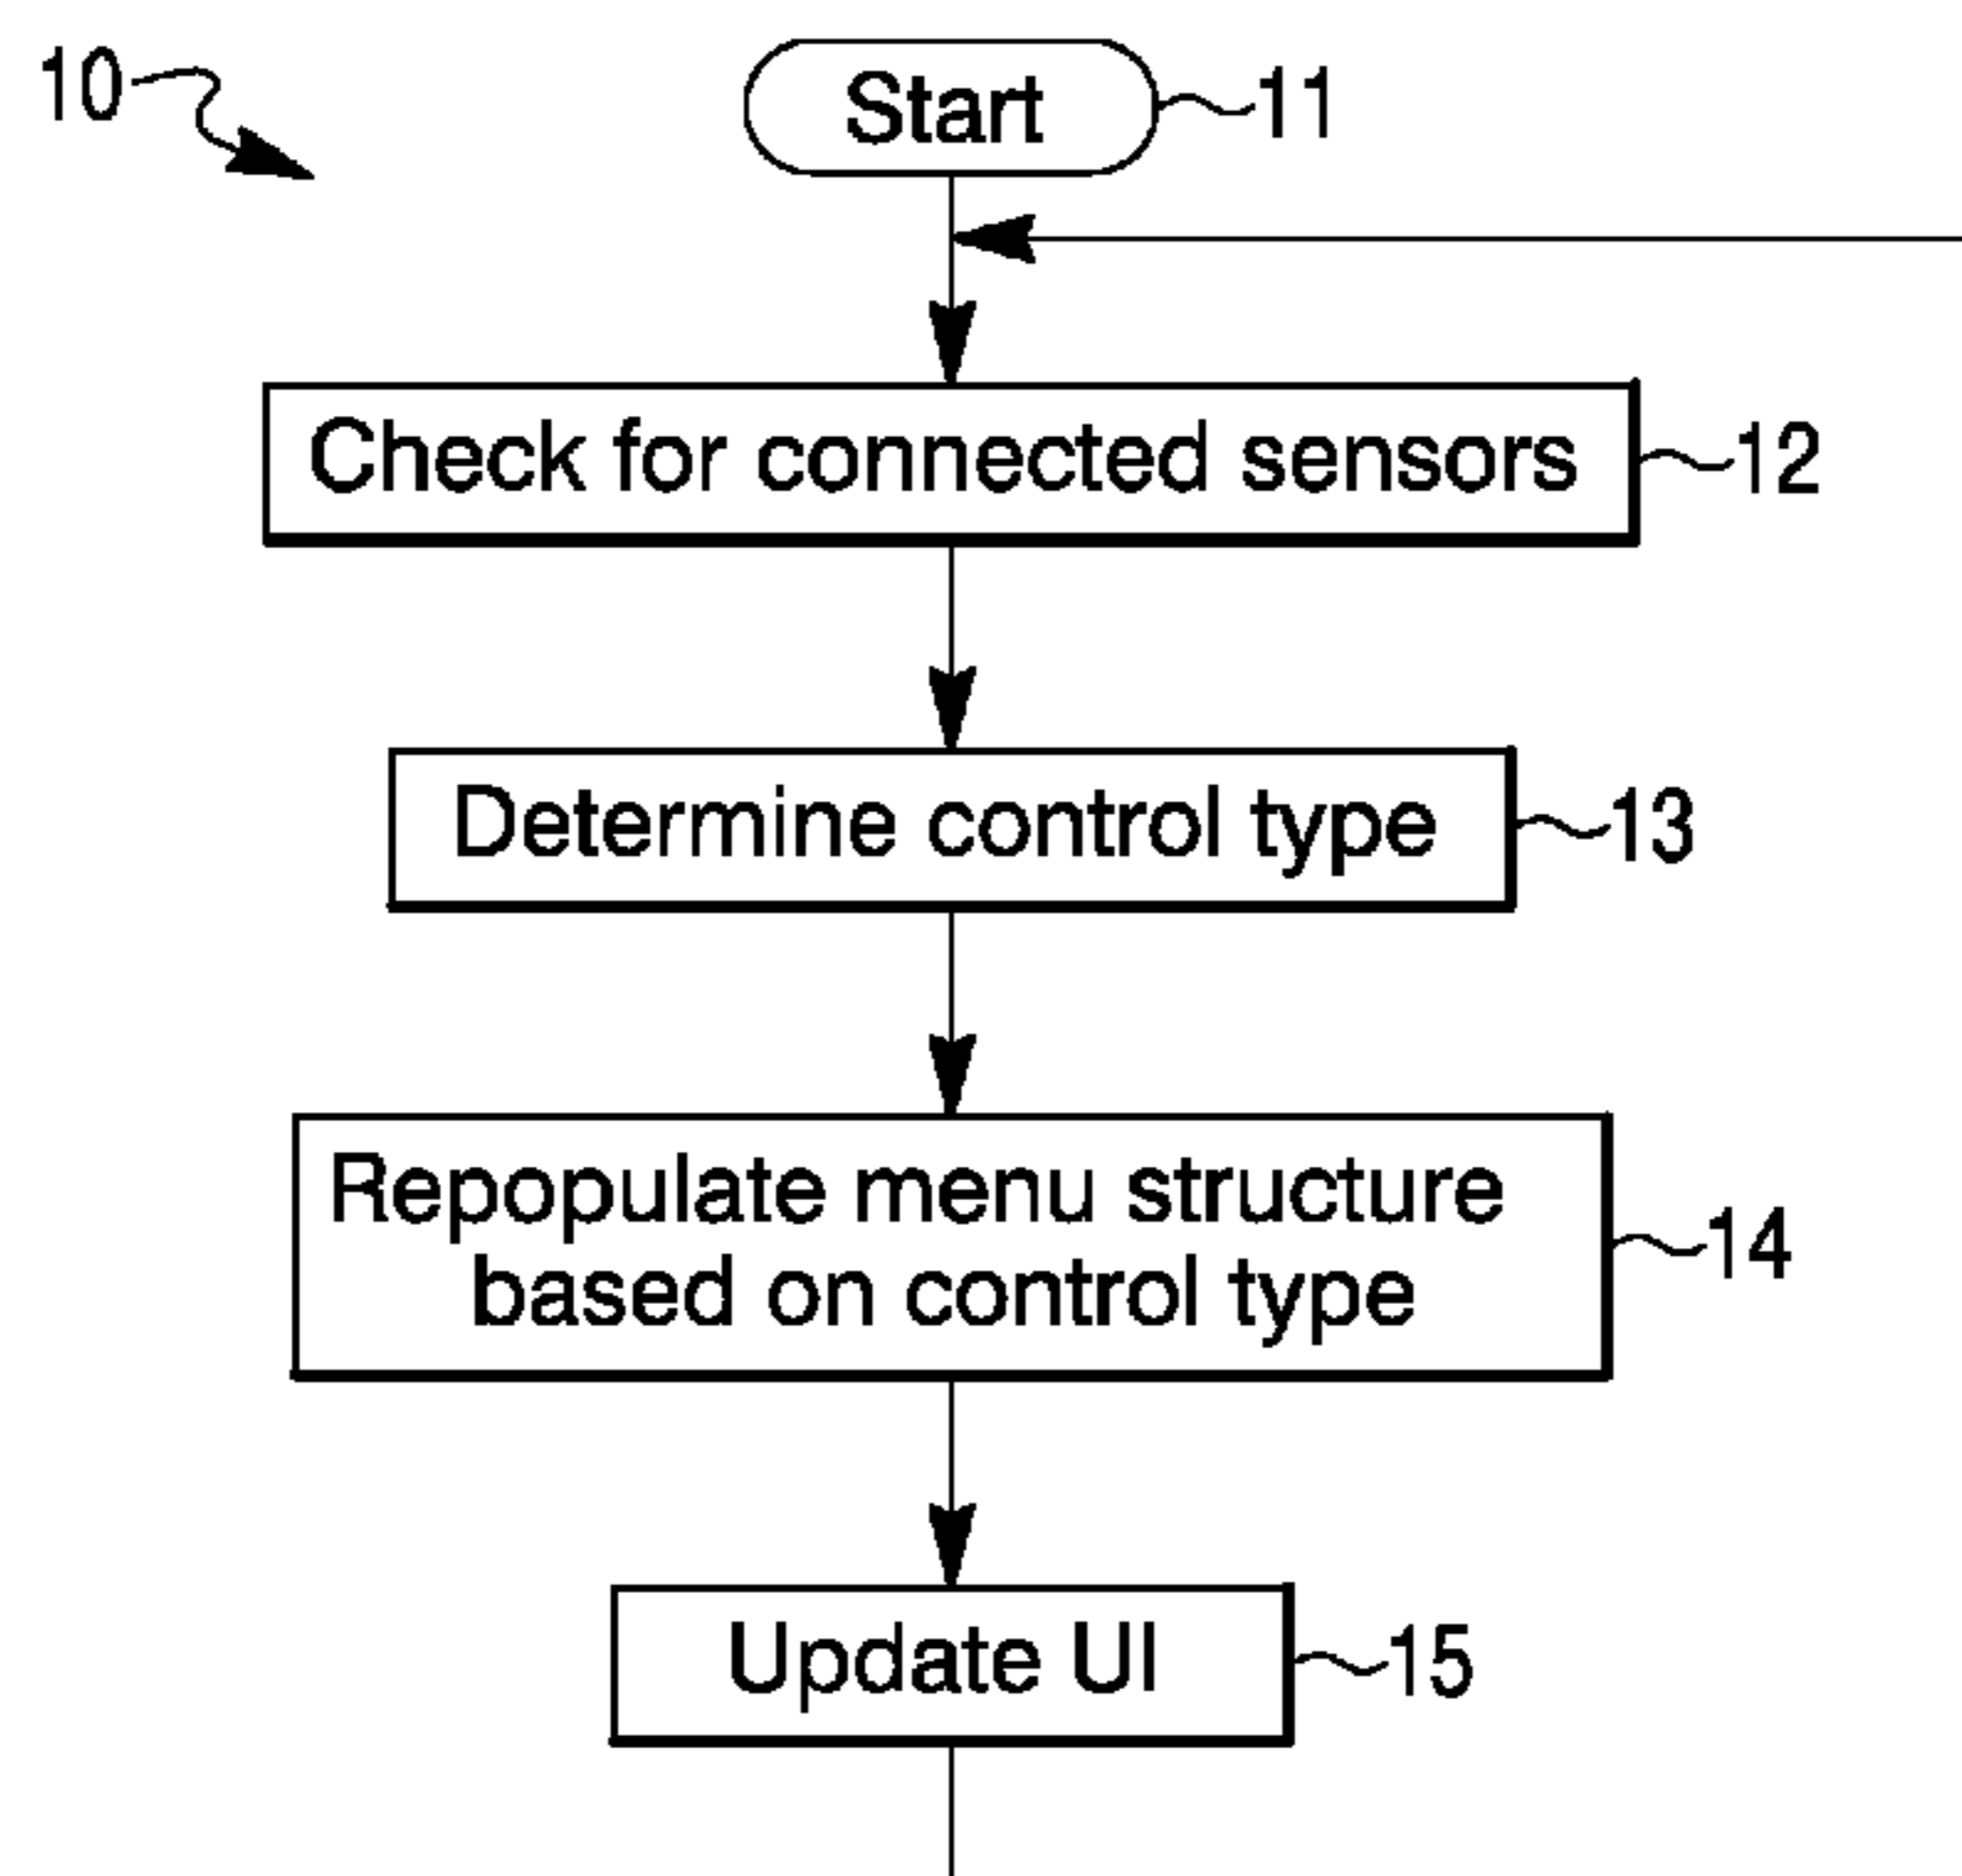 10
Start
11
Check for connected sensors
12
Determine control type
13
Repopulate menu structure
based on control type
14
Update UI
15